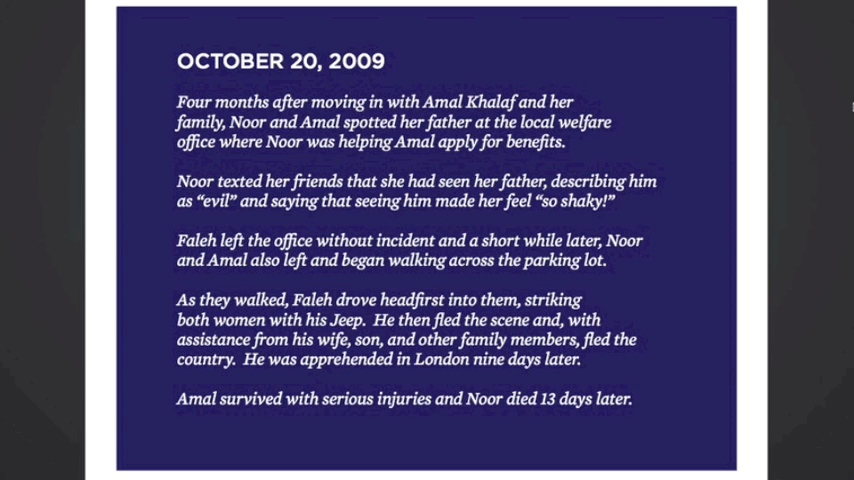 OCTOBER 20, 2009
Four months after moving in with Amal Khalaf and her
family, Noor and Amal spotted her father at the local welfare
office where Noor was helping Amal apply for benefits.
Noor texted her friends that she had seen her father, describing him
as “evil” and saying that seeing him made her feel “so shaky!”
Faleh left the office without incident and a short while later, Noor
and Amal also left and began walking across the parking lot.
As they walked, Faleh drove headfirst into them, striking
both women with his Jeep.  He then fled the scene and, with
assistance from his wife, son, and other family members, fled the
country.  He was apprehended in London nine days later.
Amal survived with serious injuries and Noor died 13 days later.